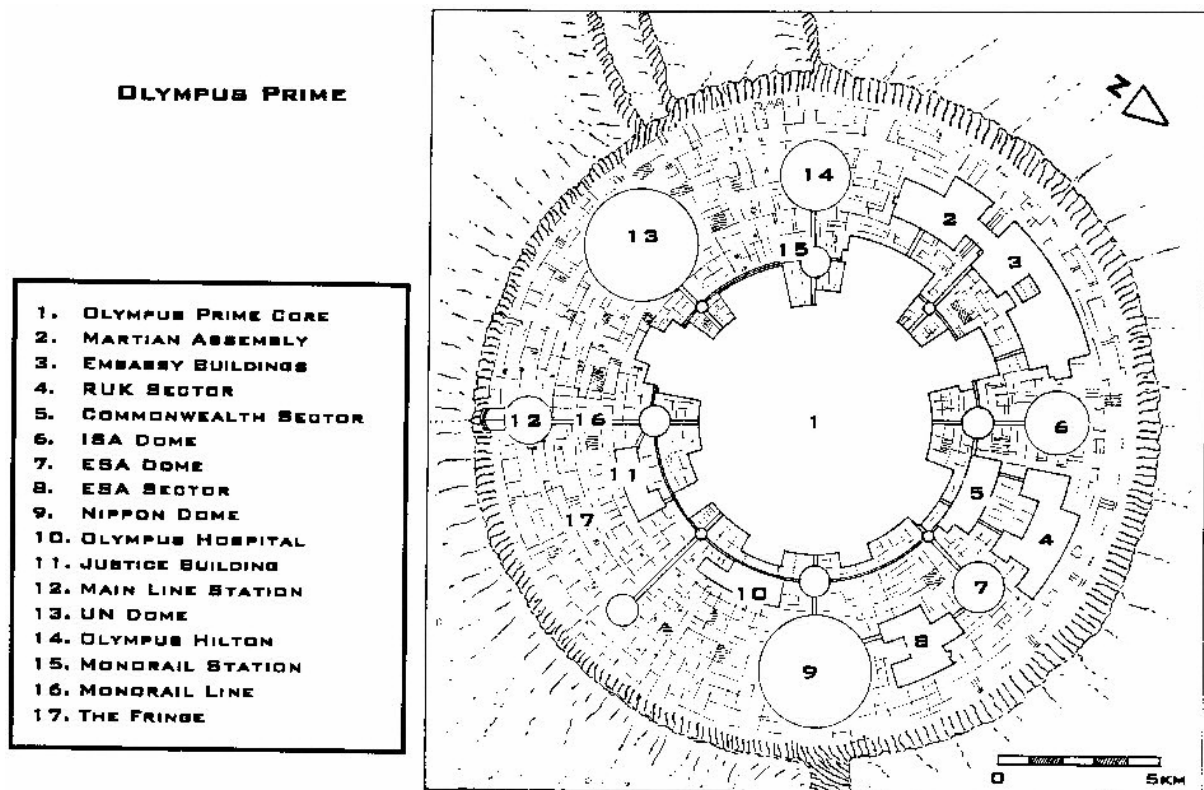 OLYMPUS PRIME
1. OLYMPUS PRIME CORE
2. MARTIAN ASSEMBLY
3. EMBASSY BUILDINGS
4. RUK SECTOR
5. COMMONWEALTH SECTOR
6. ISA DOME
7. ESA DOME
8. ESA SECTOR
9. NIPPON DOME
10. OLYMPUS HOSPITAL
11. JUSTICE BUILDING
12. MAIN LINE STATION
13. UN DOME
14. OLYMPUS HILTON
15. MONORAIL STATION
16. MONORAIL LINE
17. THE FRINGE
N
14
2
13
15
3
12
16
1
6
11
5
17
4
10
7
8
9
0 5KM